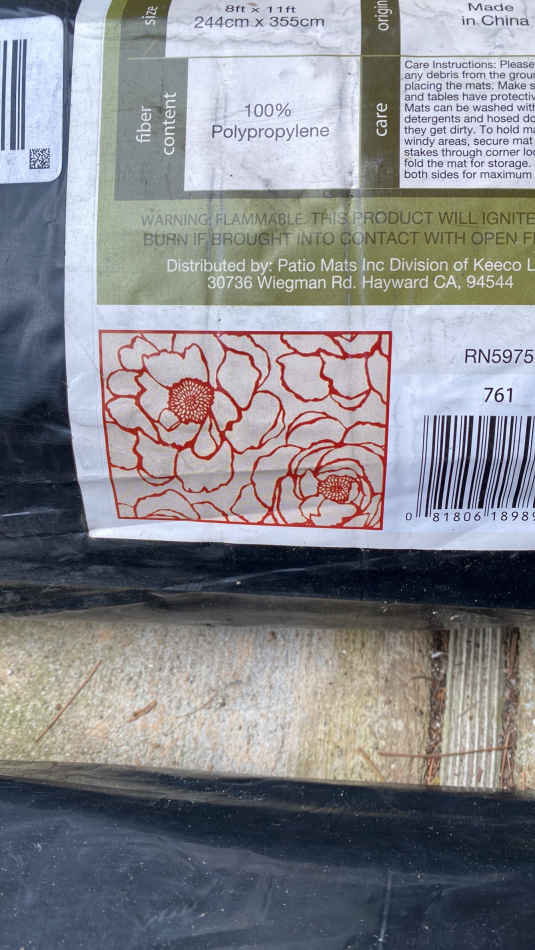 size
8ft x 11ft
244cm x 355cm
origin
Made
in China
fiber
content
100%
Polypropylene
care
Care Instructions: Please
any debris from the grou
placing the mats. Make s
and tables have protectiv
Mats can be washed with
detergents and hosed do
they get dirty. To hold ma
windy areas, secure mat
stakes through corner loo
fold the mat for storage.
both sides for maximum
WARNING: FLAMMABLE. THIS PRODUCT WILL IGNITE
BURN IF BROUGHT INTO CONTACT WITH OPEN F
Distributed by: Patio Mats Inc Division of Keeco L
30736 Wiegman Rd. Hayward CA, 94544
RN5975
761
0 81806 18989